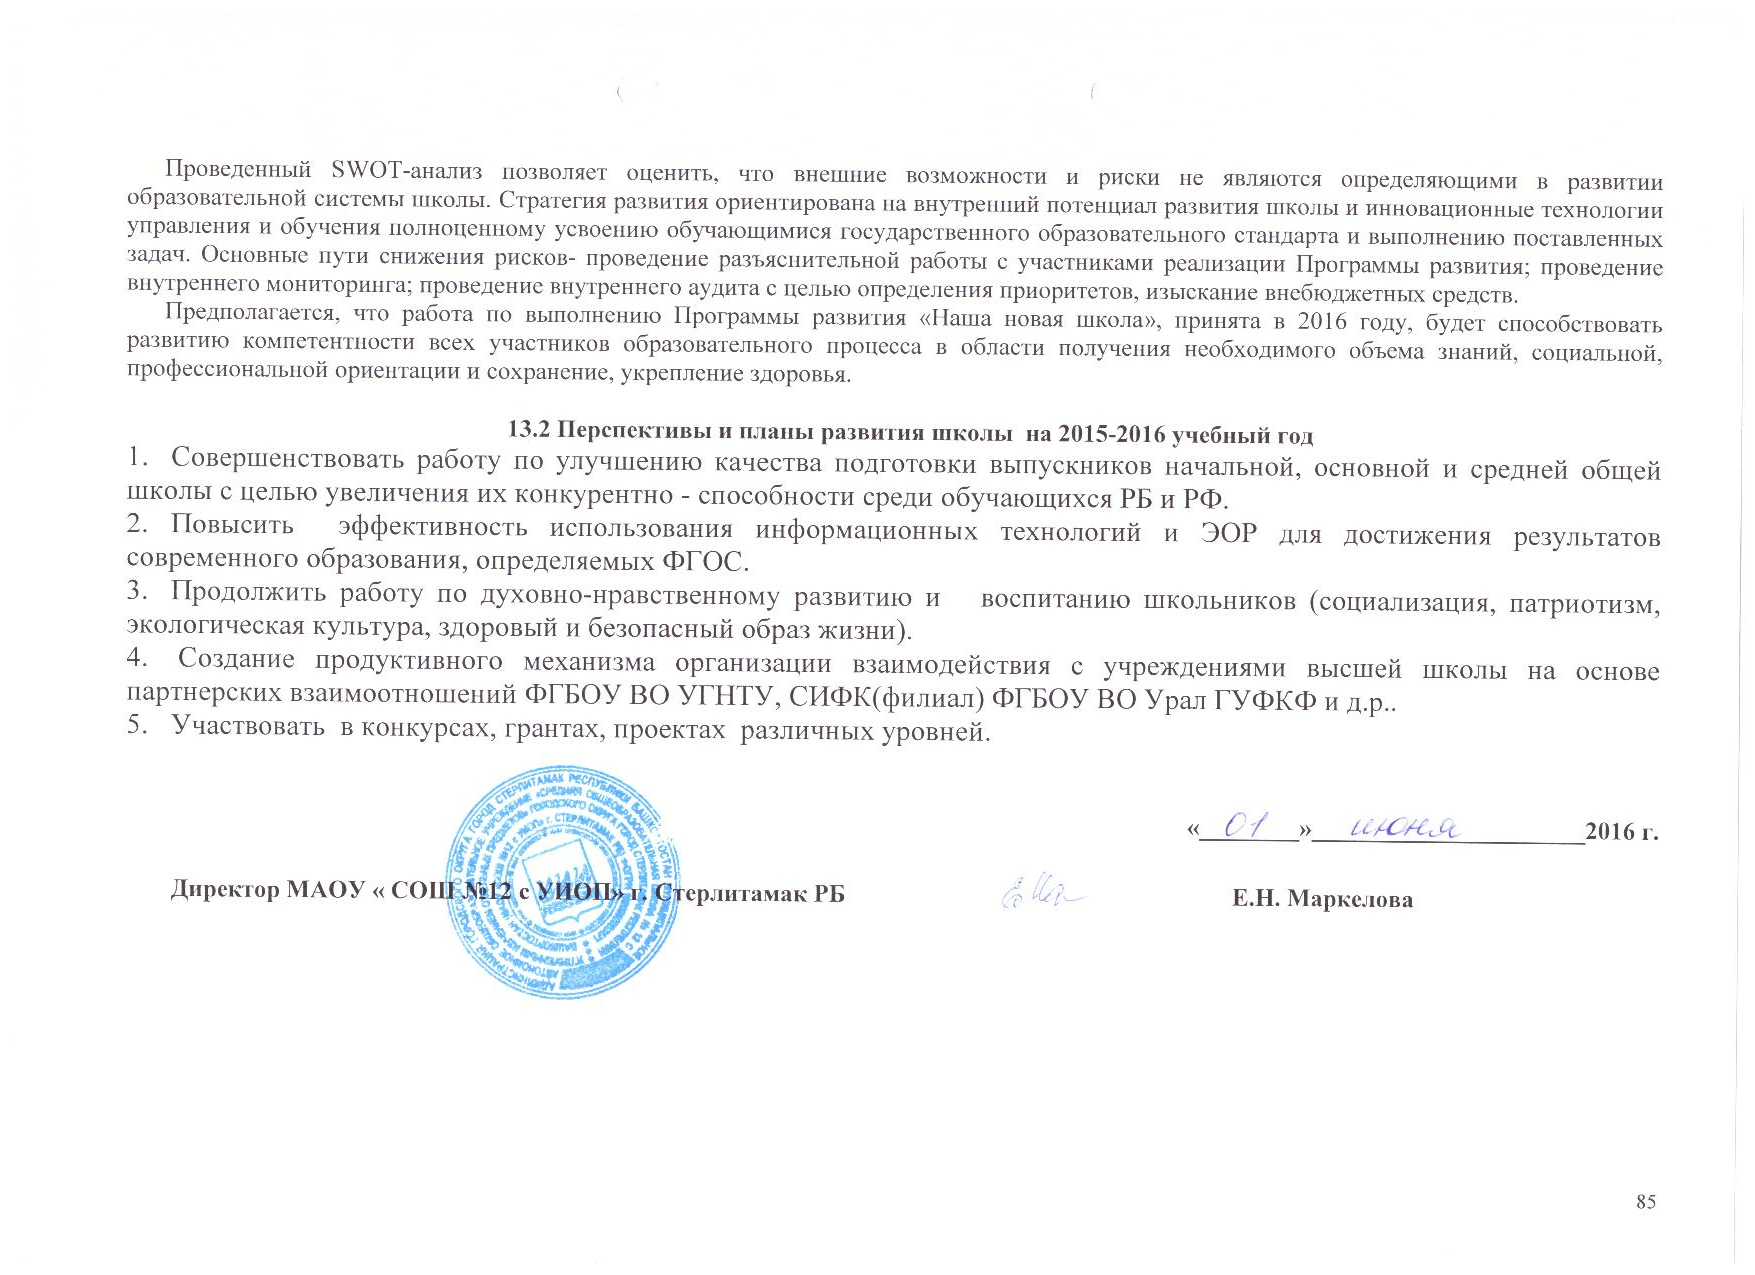 Проведенный SWOT-анализ позволяет оценить, что внешние возможности и риски не являются определяющими в развитии
образовательной системы школы. Стратегия развития ориентирована на внутренний потенциал развития школы и инновационные технологии
управления и обучения полноценному усвоению обучающимися государственного образовательного стандарта и выполнению поставленных
задач. Основные пути снижения рисков- проведение разъяснительной работы с участниками реализации Программы развития; проведение
внутреннего мониторинга; проведение внутреннего аудита с целью определения приоритетов, изыскание внебюджетных средств.
Предполагается, что работа по выполнению Программы развития «Наша новая школа», принята в 2016 году, будет способствовать
развитию компетентности всех участников образовательного процесса в области получения необходимого объема знаний, социальной,
профессиональной ориентации и сохранение, укрепление здоровья.
13.2 Перспективы и планы развития школы на 2015-2016 учебный год
1. Совершенствовать работу по улучшению качества подготовки выпускников начальной, основной и средней общей
школы с целью увеличения их конкурентно - способности среди обучающихся РБ и РФ.
2. Повысить эффективность использования информационных технологий и ЭОР для достижения результатов
современного образования, определяемых ФГОС.
3. Продолжить работу по духовно-нравственному развитию и воспитанию школьников (социализация, патриотизм,
экологическая культура, здоровый и безопасный образ жизни).
4. Создание продуктивного механизма организации взаимодействия с учреждениями высшей школы на основе
партнерских взаимоотношений ФГБОУ ВО УГНТУ, СИФК(филиал) ФГБОУ ВО Урал ГУФКФ и д.р..
5. Участвовать в конкурсах, грантах, проектах различных уровней.
« 01 » июня 2016 г.
Директор МАОУ « СОШ №12 с УИОП» г. Стерлитамак РБ Е.Н. Маркелова
85